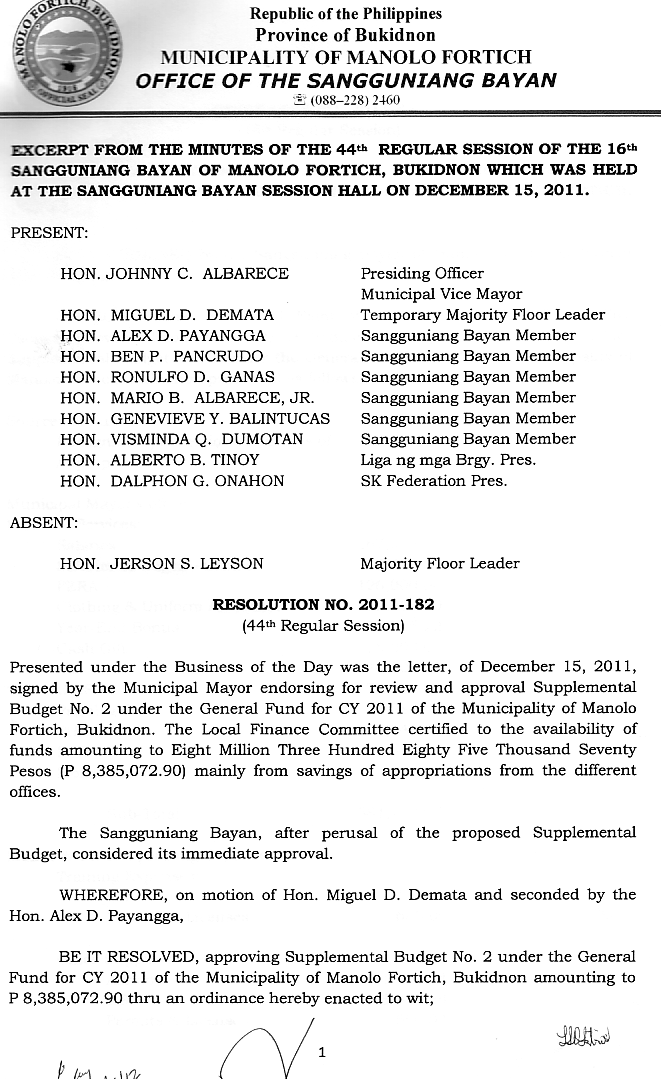 MANOLO FORTICH, BUKIDNON
1916
OFFICIAL SEAL
Republic of the Philippines
Province of Bukidnon
MUNICIPALITY OF MANOLO FORTICH
OFFICE OF THE SANGGUNIANG BAYAN
☏ (088–228) 2460
EXCERPT FROM THE MINUTES OF THE 44th REGULAR SESSION OF THE 16th
SANGGUNIANG BAYAN OF MANOLO FORTICH, BUKIDNON WHICH WAS HELD
AT THE SANGGUNIANG BAYAN SESSION HALL ON DECEMBER 15, 2011.
PRESENT:
HON. JOHNNY C. ALBARECE Presiding Officer
Municipal Vice Mayor
HON. MIGUEL D. DEMATA Temporary Majority Floor Leader
HON. ALEX D. PAYANGGA Sangguniang Bayan Member
HON. BEN P. PANCRUDO Sangguniang Bayan Member
HON. RONULFO D. GANAS Sangguniang Bayan Member
HON. MARIO B. ALBARECE, JR. Sangguniang Bayan Member
HON. GENEVIEVE Y. BALINTUCAS Sangguniang Bayan Member
HON. VISMINDA Q. DUMOTAN Sangguniang Bayan Member
HON. ALBERTO B. TINOY Liga ng mga Brgy. Pres.
HON. DALPHON G. ONAHON SK Federation Pres.
ABSENT:
HON. JERSON S. LEYSON Majority Floor Leader
RESOLUTION NO. 2011-182
(44th Regular Session)
Presented under the Business of the Day was the letter, of December 15, 2011,
signed by the Municipal Mayor endorsing for review and approval Supplemental
Budget No. 2 under the General Fund for CY 2011 of the Municipality of Manolo
Fortich, Bukidnon. The Local Finance Committee certified to the availability of
funds amounting to Eight Million Three Hundred Eighty Five Thousand Seventy
Pesos (P 8,385,072.90) mainly from savings of appropriations from the different
offices.
The Sangguniang Bayan, after perusal of the proposed Supplemental
Budget, considered its immediate approval.
WHEREFORE, on motion of Hon. Miguel D. Demata and seconded by the
Hon. Alex D. Payangga,
BE IT RESOLVED, approving Supplemental Budget No. 2 under the General
Fund for CY 2011 of the Municipality of Manolo Fortich, Bukidnon amounting to
P 8,385,072.90 thru an ordinance hereby enacted to wit;
1